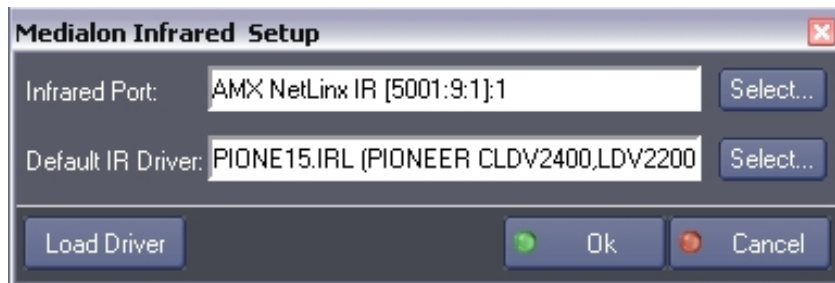 Medialon Infrared Setup
Infrared Port: AMX NetLinx IR [5001:9:1]:1 Select...
Default IR Driver: PIONE15.IRL (PIONEER CLDV2400,LDV2200 Select...
Load Driver Ok Cancel